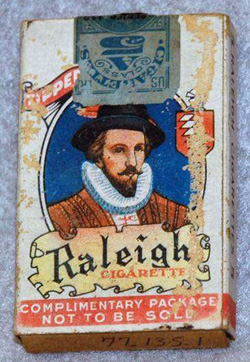 Raleigh
CIGARETTE
COMPLIMENTARY PACKAGE
NOT TO BE SOLD
77.135.1